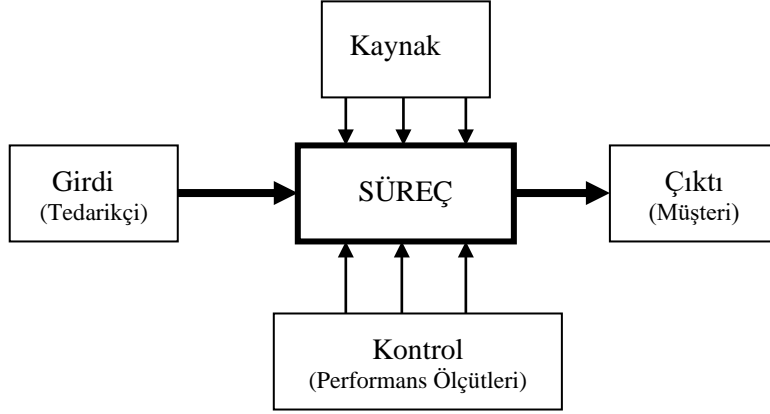 Kaynak
Girdi
(Tedarikçi)
SÜREÇ
Çıktı
(Müşteri)
Kontrol
(Performans Ölçütleri)